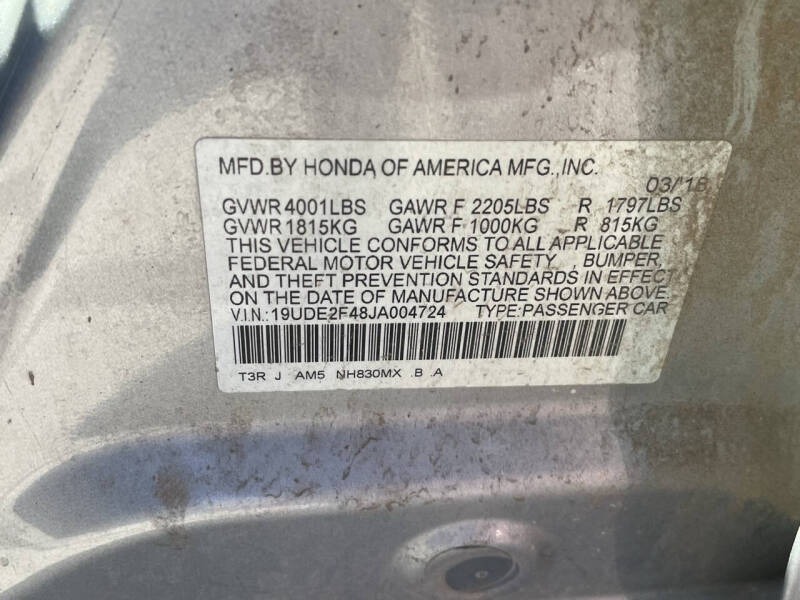 MFD.BY HONDA OF AMERICA MFG.,INC.
03/'18
GVWR 4001LBS GAWR F 2205LBS R 1797LBS
GVWR 1815KG GAWR F 1000KG R 815KG
THIS VEHICLE CONFORMS TO ALL APPLICABLE
FEDERAL MOTOR VEHICLE SAFETY, BUMPER,
AND THEFT PREVENTION STANDARDS IN EFFECT
ON THE DATE OF MANUFACTURE SHOWN ABOVE.
V.I.N.:19UDE2F48JA004724 TYPE:PASSENGER CAR
T3R J AM5 NH830MX .B .A